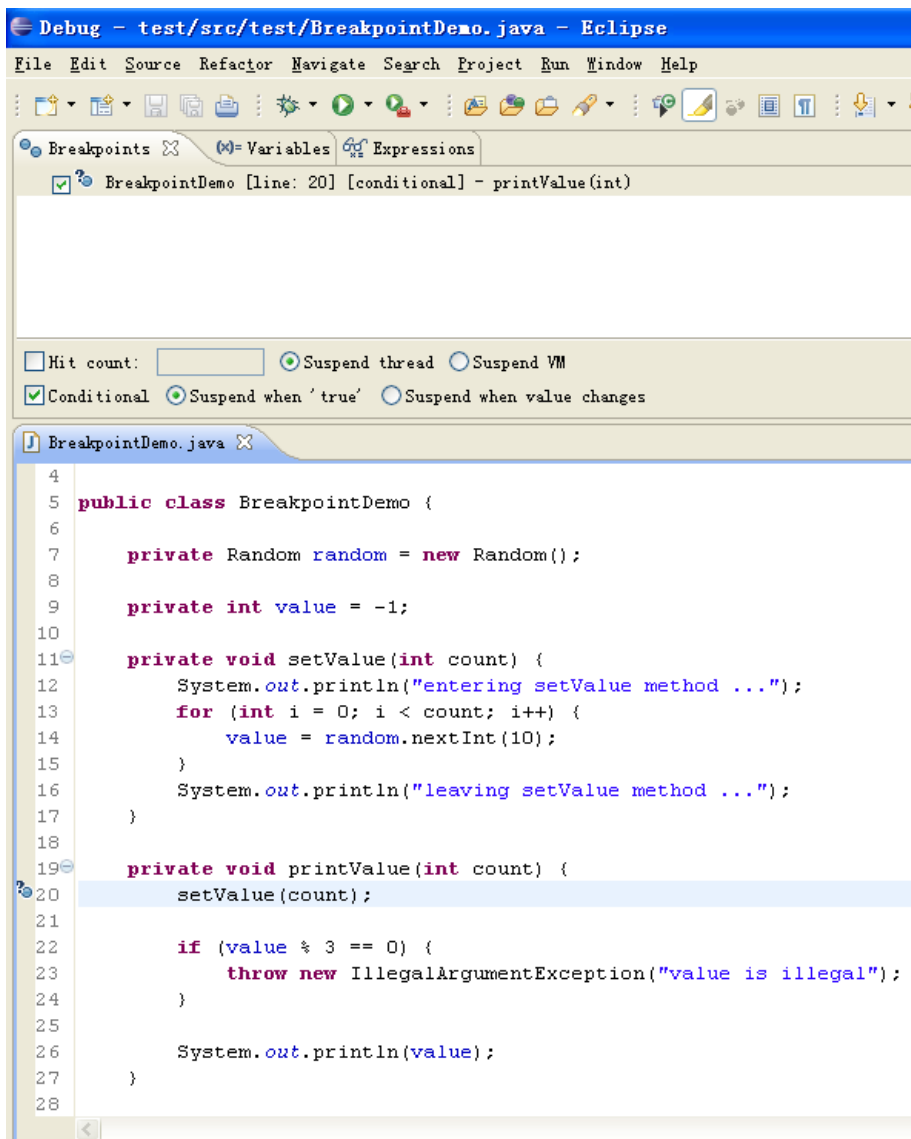 Debug - test/src/test/BreakpointDemo.java - Eclipse
File Edit Source Refactor Navigate Search Project Run Window Help
Breakpoints (x)= Variables Expressions
BreakpointDemo [line: 20] [conditional] - printValue(int)
Hit count: Suspend thread Suspend VM
Conditional Suspend when 'true' Suspend when value changes
BreakpointDemo.java
4
5 public class BreakpointDemo {
6
7 private Random random = new Random();
8
9 private int value = -1;
10
11 private void setValue(int count) {
12 System.out.println("entering setValue method ...");
13 for (int i = 0; i < count; i++) {
14 value = random.nextInt(10);
15 }
16 System.out.println("leaving setValue method ...");
17 }
18
19 private void printValue(int count) {
20 setValue(count);
21
22 if (value % 3 == 0) {
23 throw new IllegalArgumentException("value is illegal");
24 }
25
26 System.out.println(value);
27 }
28